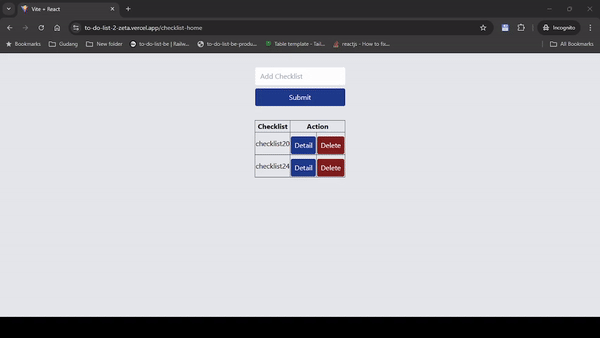 Vite + React
to-do-list-2-zeta.vercel.app/checklist-home
Incognito
Bookmarks Gudang New folder to-do-list-be | Railw... to-do-list-be-produ... Table template - Tail... reactjs - How to fo... All Bookmarks
Add Checklist
Submit
Checklist Action
checklist20 Detail Delete
checklist24 Detail Delete